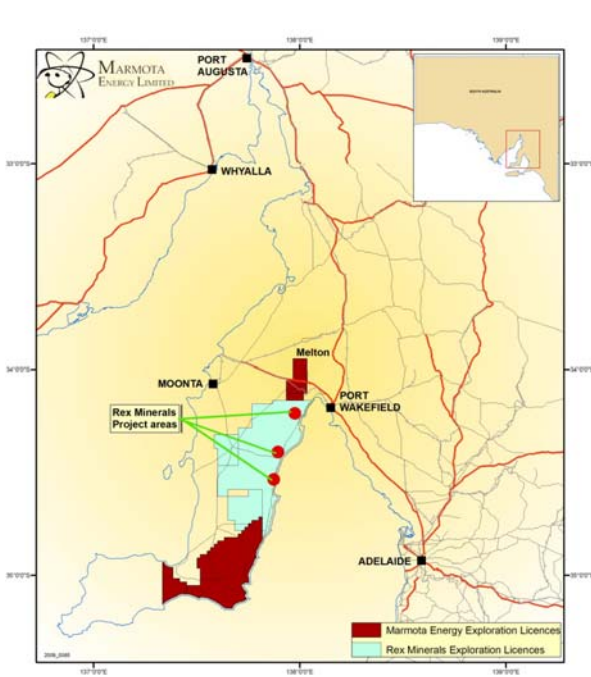 137°0'0"E
138°0'0"E
139°0'0"E
MARMOTA
ENERGY LIMITED
PORT
AUGUSTA
SOUTH AUSTRALIA
33°0'0"S
33°0'0"S
WHYALLA
Melton
34°0'0"S
34°0'0"S
MOONTA
PORT
WAKEFIELD
Rex Minerals
Project areas
ADELAIDE
35°0'0"S
35°0'0"S
Marmota Energy Exploration Licences
Rex Minerals Exploration Licences
137°0'0"E
138°0'0"E
139°0'0"E